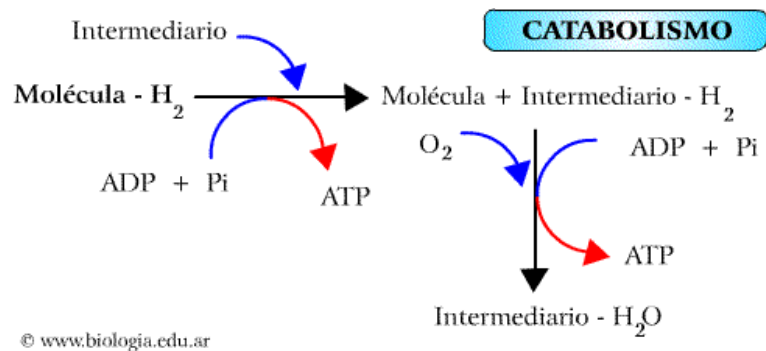 CATABOLISMO
Intermediario
Molécula - H₂
Molécula + Intermediario - H₂
ADP + Pi
ATP
O₂
ADP + Pi
ATP
Intermediario - H₂O
© www.biologia.edu.ar